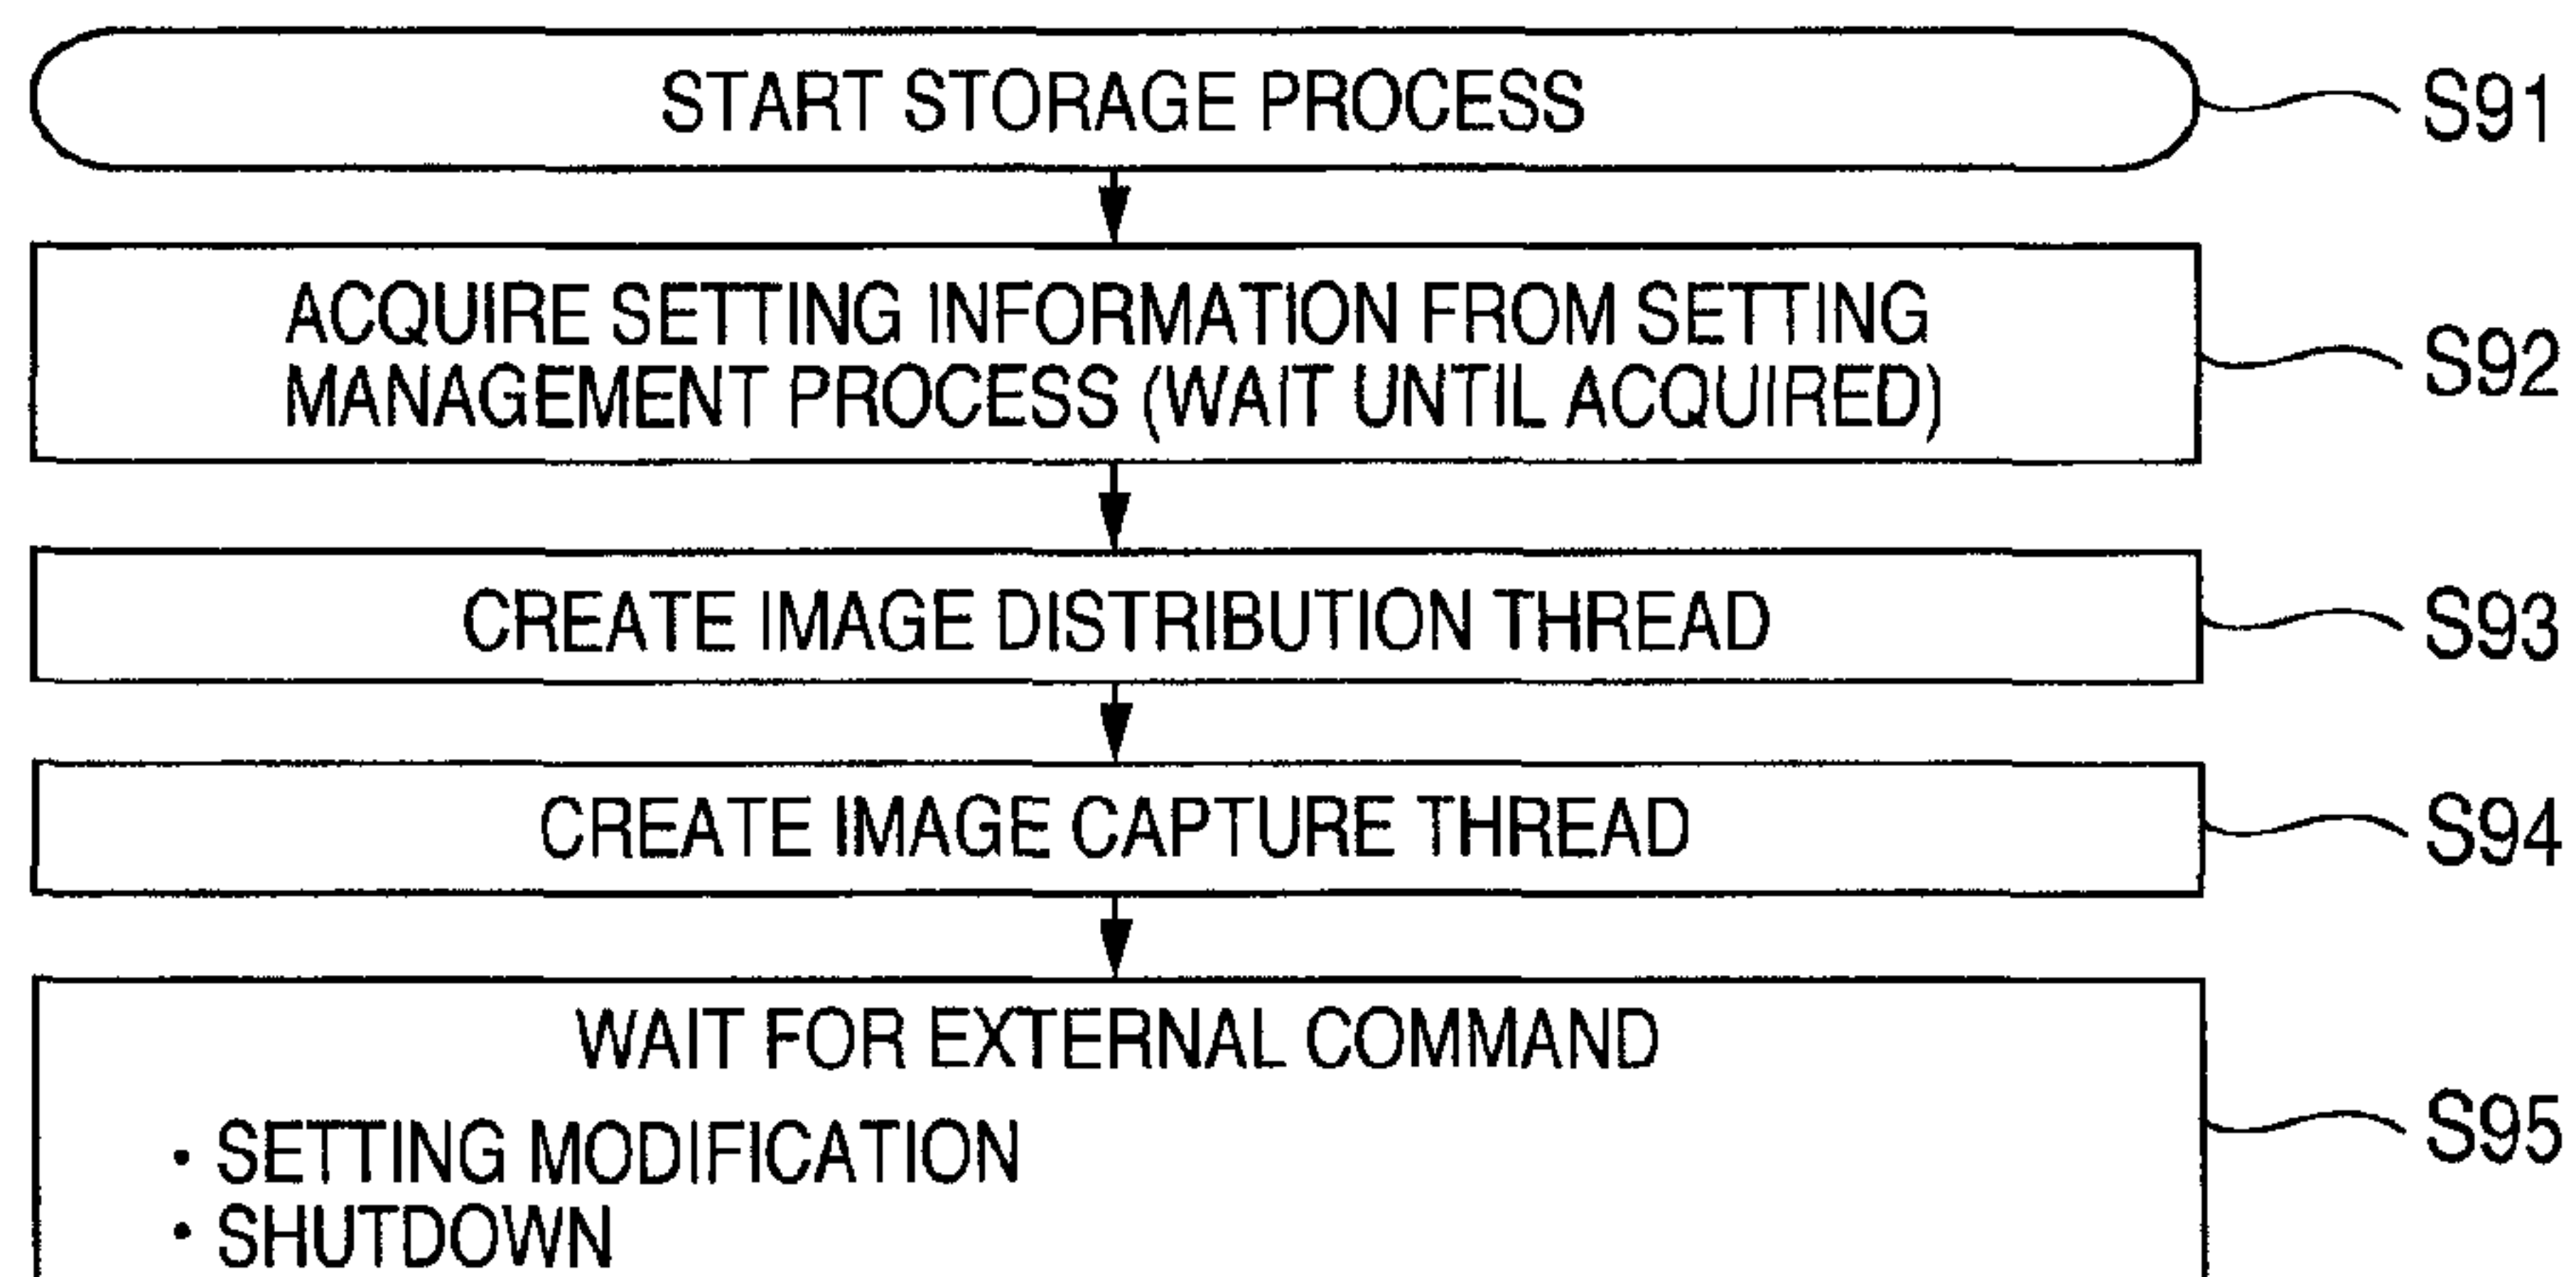 START STORAGE PROCESS
S91
ACQUIRE SETTING INFORMATION FROM SETTING
MANAGEMENT PROCESS (WAIT UNTIL ACQUIRED)
S92
CREATE IMAGE DISTRIBUTION THREAD
S93
CREATE IMAGE CAPTURE THREAD
S94
WAIT FOR EXTERNAL COMMAND
S95
· SETTING MODIFICATION
· SHUTDOWN